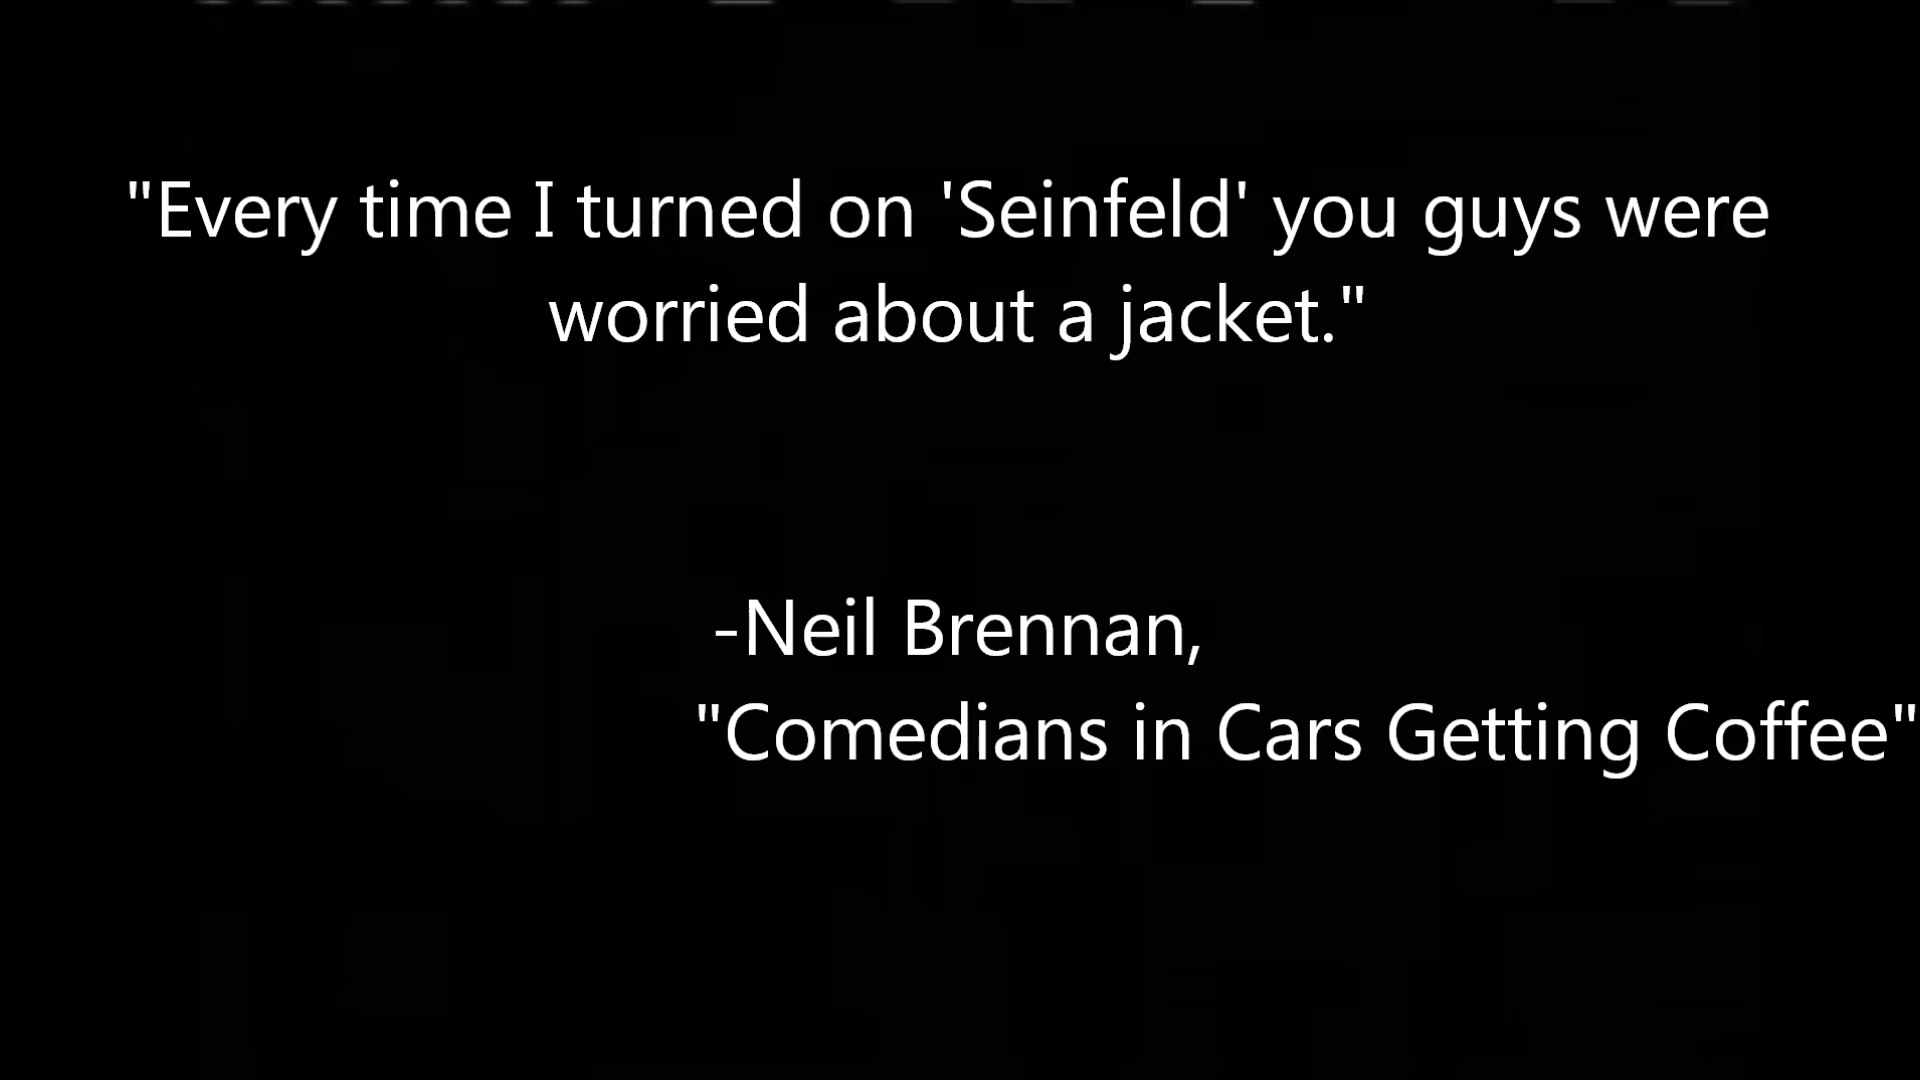 "Every time I turned on 'Seinfeld' you guys were
worried about a jacket."
-Neil Brennan,
"Comedians in Cars Getting Coffee"